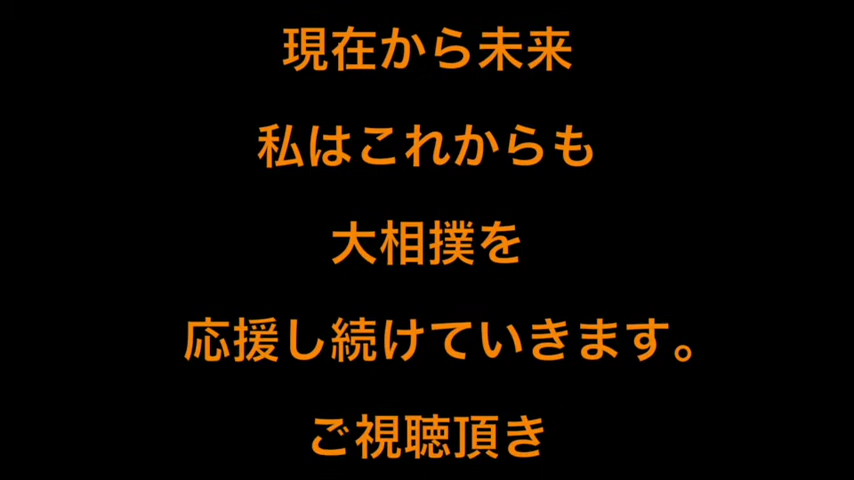 現在から未来
私はこれからも
大相撲を
応援し続けていきます。
ご視聴頂き